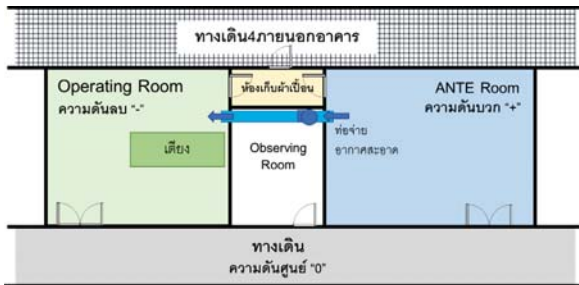 ทางเดิน4ภายนอกอาคาร
Operating Room
ความดันลบ "-"
ห้องเก็บผ้าเปื้อน
ANTE Room
ความดันบวก "+"
เตียง
Observing
Room
ท่อจ่าย
อากาศสะอาด
ทางเดิน
ความดันศูนย์ "0"